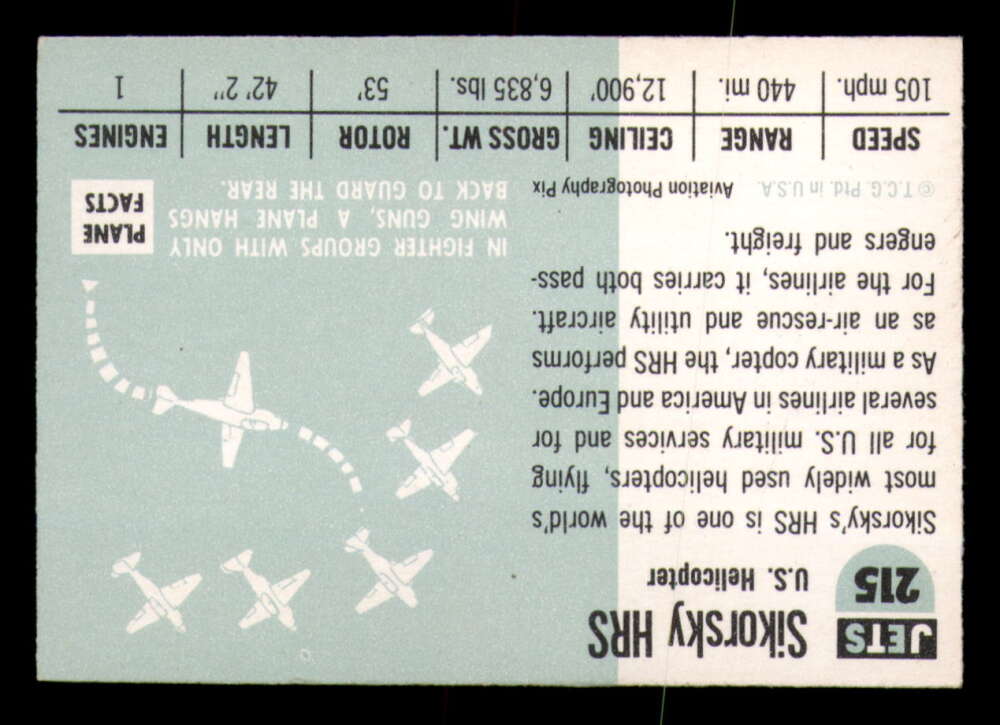 JETS
215
Sikorsky HRS
U.S. Helicopter
Sikorsky's HRS is one of the world's
most widely used helicopters, flying
for all U.S. military services and for
several airlines in America and Europe.
As a military copter, the HRS performs
as an air-rescue and utility aircraft.
For the airlines, it carries both pass-
engers and freight.
© T.C.G. Ptd. in U.S.A. Aviation Photography Pix
PLANE
FACTS
IN FIGHTER GROUPS WITH ONLY
WING GUNS, A PLANE HANGS
BACK TO GUARD THE REAR.
SPEED RANGE CEILING GROSS WT. ROTOR LENGTH ENGINES
105 mph. 440 mi. 12,900' 6,835 lbs. 53' 42' 2" 1